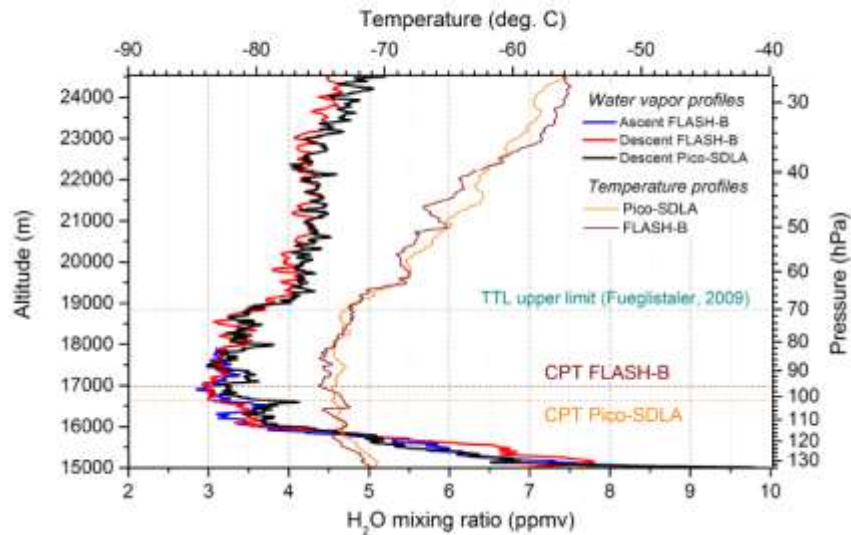 Temperature (deg. C)
-90 -80 -70 -60 -50 -40
24000
23000
22000
21000
20000
19000
18000
17000
16000
15000
Altitude (m)
Water vapor profiles
Ascent FLASH-B
Descent FLASH-B
Descent Pico-SDLA
Temperature profiles
Pico-SDLA
FLASH-B
TTL upper limit (Fueglistaler, 2009)
CPT FLASH-B
CPT Pico-SDLA
30
40
50
60
70
80
90
100
110
120
130
Pressure (hPa)
2 3 4 5 6 7 8 9 10
H₂O mixing ratio (ppmv)